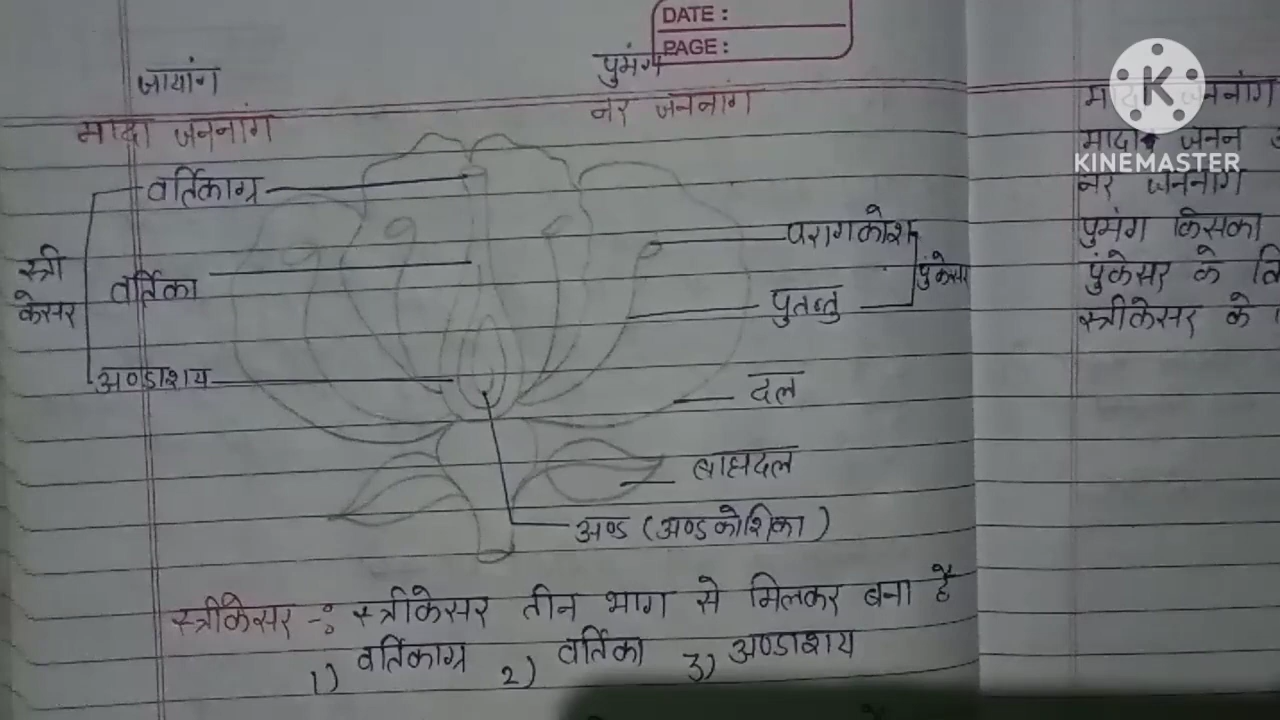 DATE :
PAGE :
जायांग
पुमंग
मादा जननांग
नर जननांग
वर्तिकाग्र
स्त्री
केसर
वर्तिका
अण्डाशय
परागकोश
पुंकेसर
पुतन्तु
दल
बाह्यदल
अण्ड (अण्डकोशिका)
स्त्रीकेसर -: स्त्रीकेसर तीन भाग से मिलकर बना है
1) वर्तिकाग्र 2) वर्तिका 3) अण्डाशय
जननांग
मादा जनन
नर जननांग
पुमंग किसका
पुंकेसर के
स्त्रीकेसर के
K
KINEMASTER